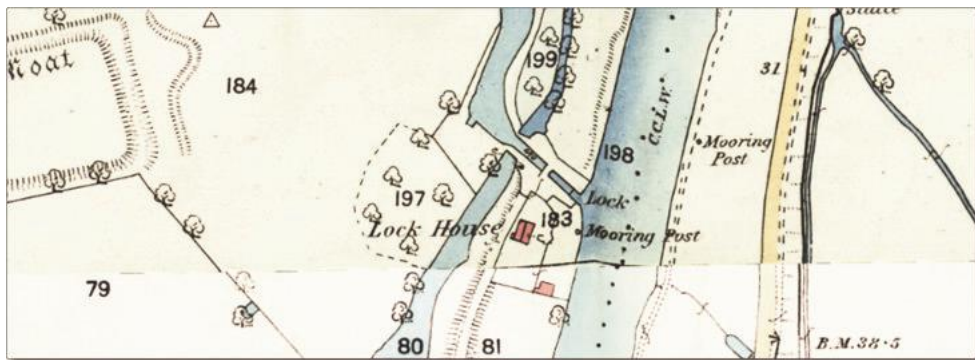 Sluice
199
31
Moat
184
C.C.L.W.
Mooring
Post
198
197
Lock
Lock House
183
Mooring Post
79
80
81
B.M. 38·5